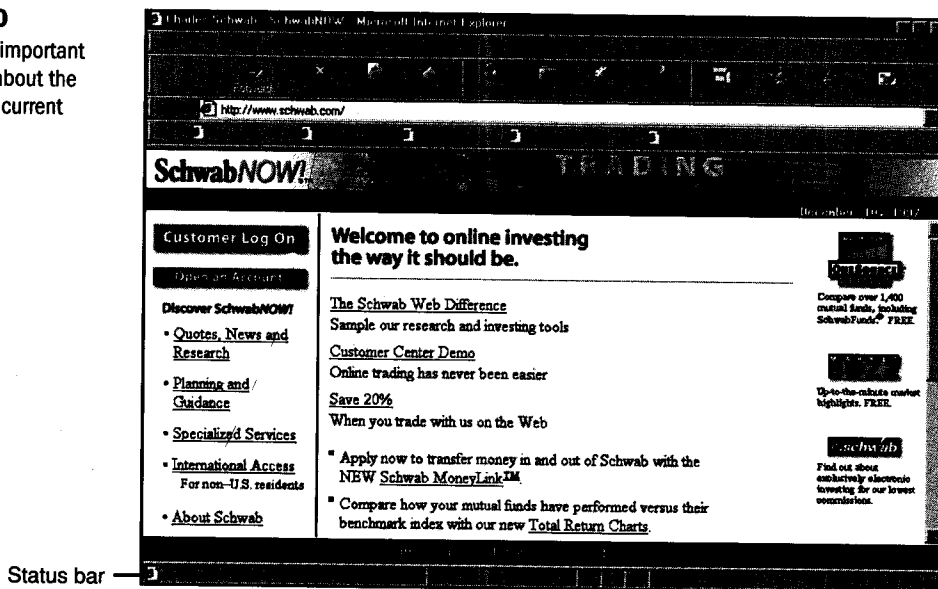 important
about the
current
Charles Schwab - SchwabNOW - Microsoft Internet Explorer
http://www.schwab.com/
SchwabNOW!
TRADING
Customer Log On
Open an Account
Discover SchwabNOW!
• Quotes, News and
Research
• Planning and
Guidance
• Specialized Services
• International Access
For non-U.S. residents
• About Schwab
Welcome to online investing
the way it should be.
The Schwab Web Difference
Sample our research and investing tools
Customer Center Demo
Online trading has never been easier
Save 20%
When you trade with us on the Web
Apply now to transfer money in and out of Schwab with the
NEW Schwab MoneyLink™.
Compare how your mutual funds have performed versus their
benchmark index with our new Total Return Charts.
Compare over 1,400
mutual funds, including
SchwabFunds.® FREE.
Up-to-the-minute market
highlights. FREE.
e.schwab
Find out about
exclusively electronic
investing for our lowest
commissions.
Status bar